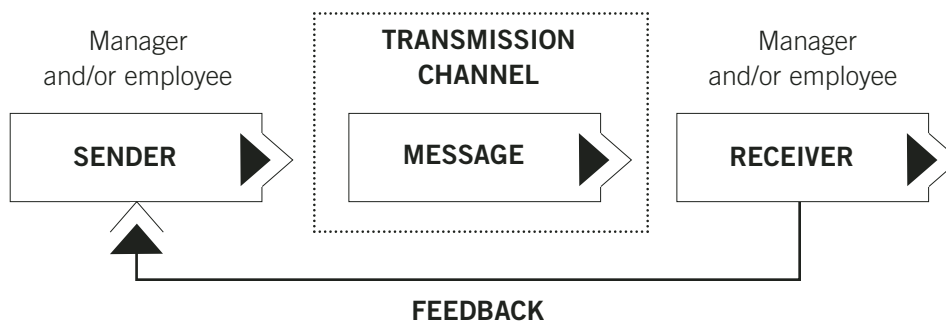 Manager
and/or employee
TRANSMISSION
CHANNEL
Manager
and/or employee
SENDER
MESSAGE
RECEIVER
FEEDBACK